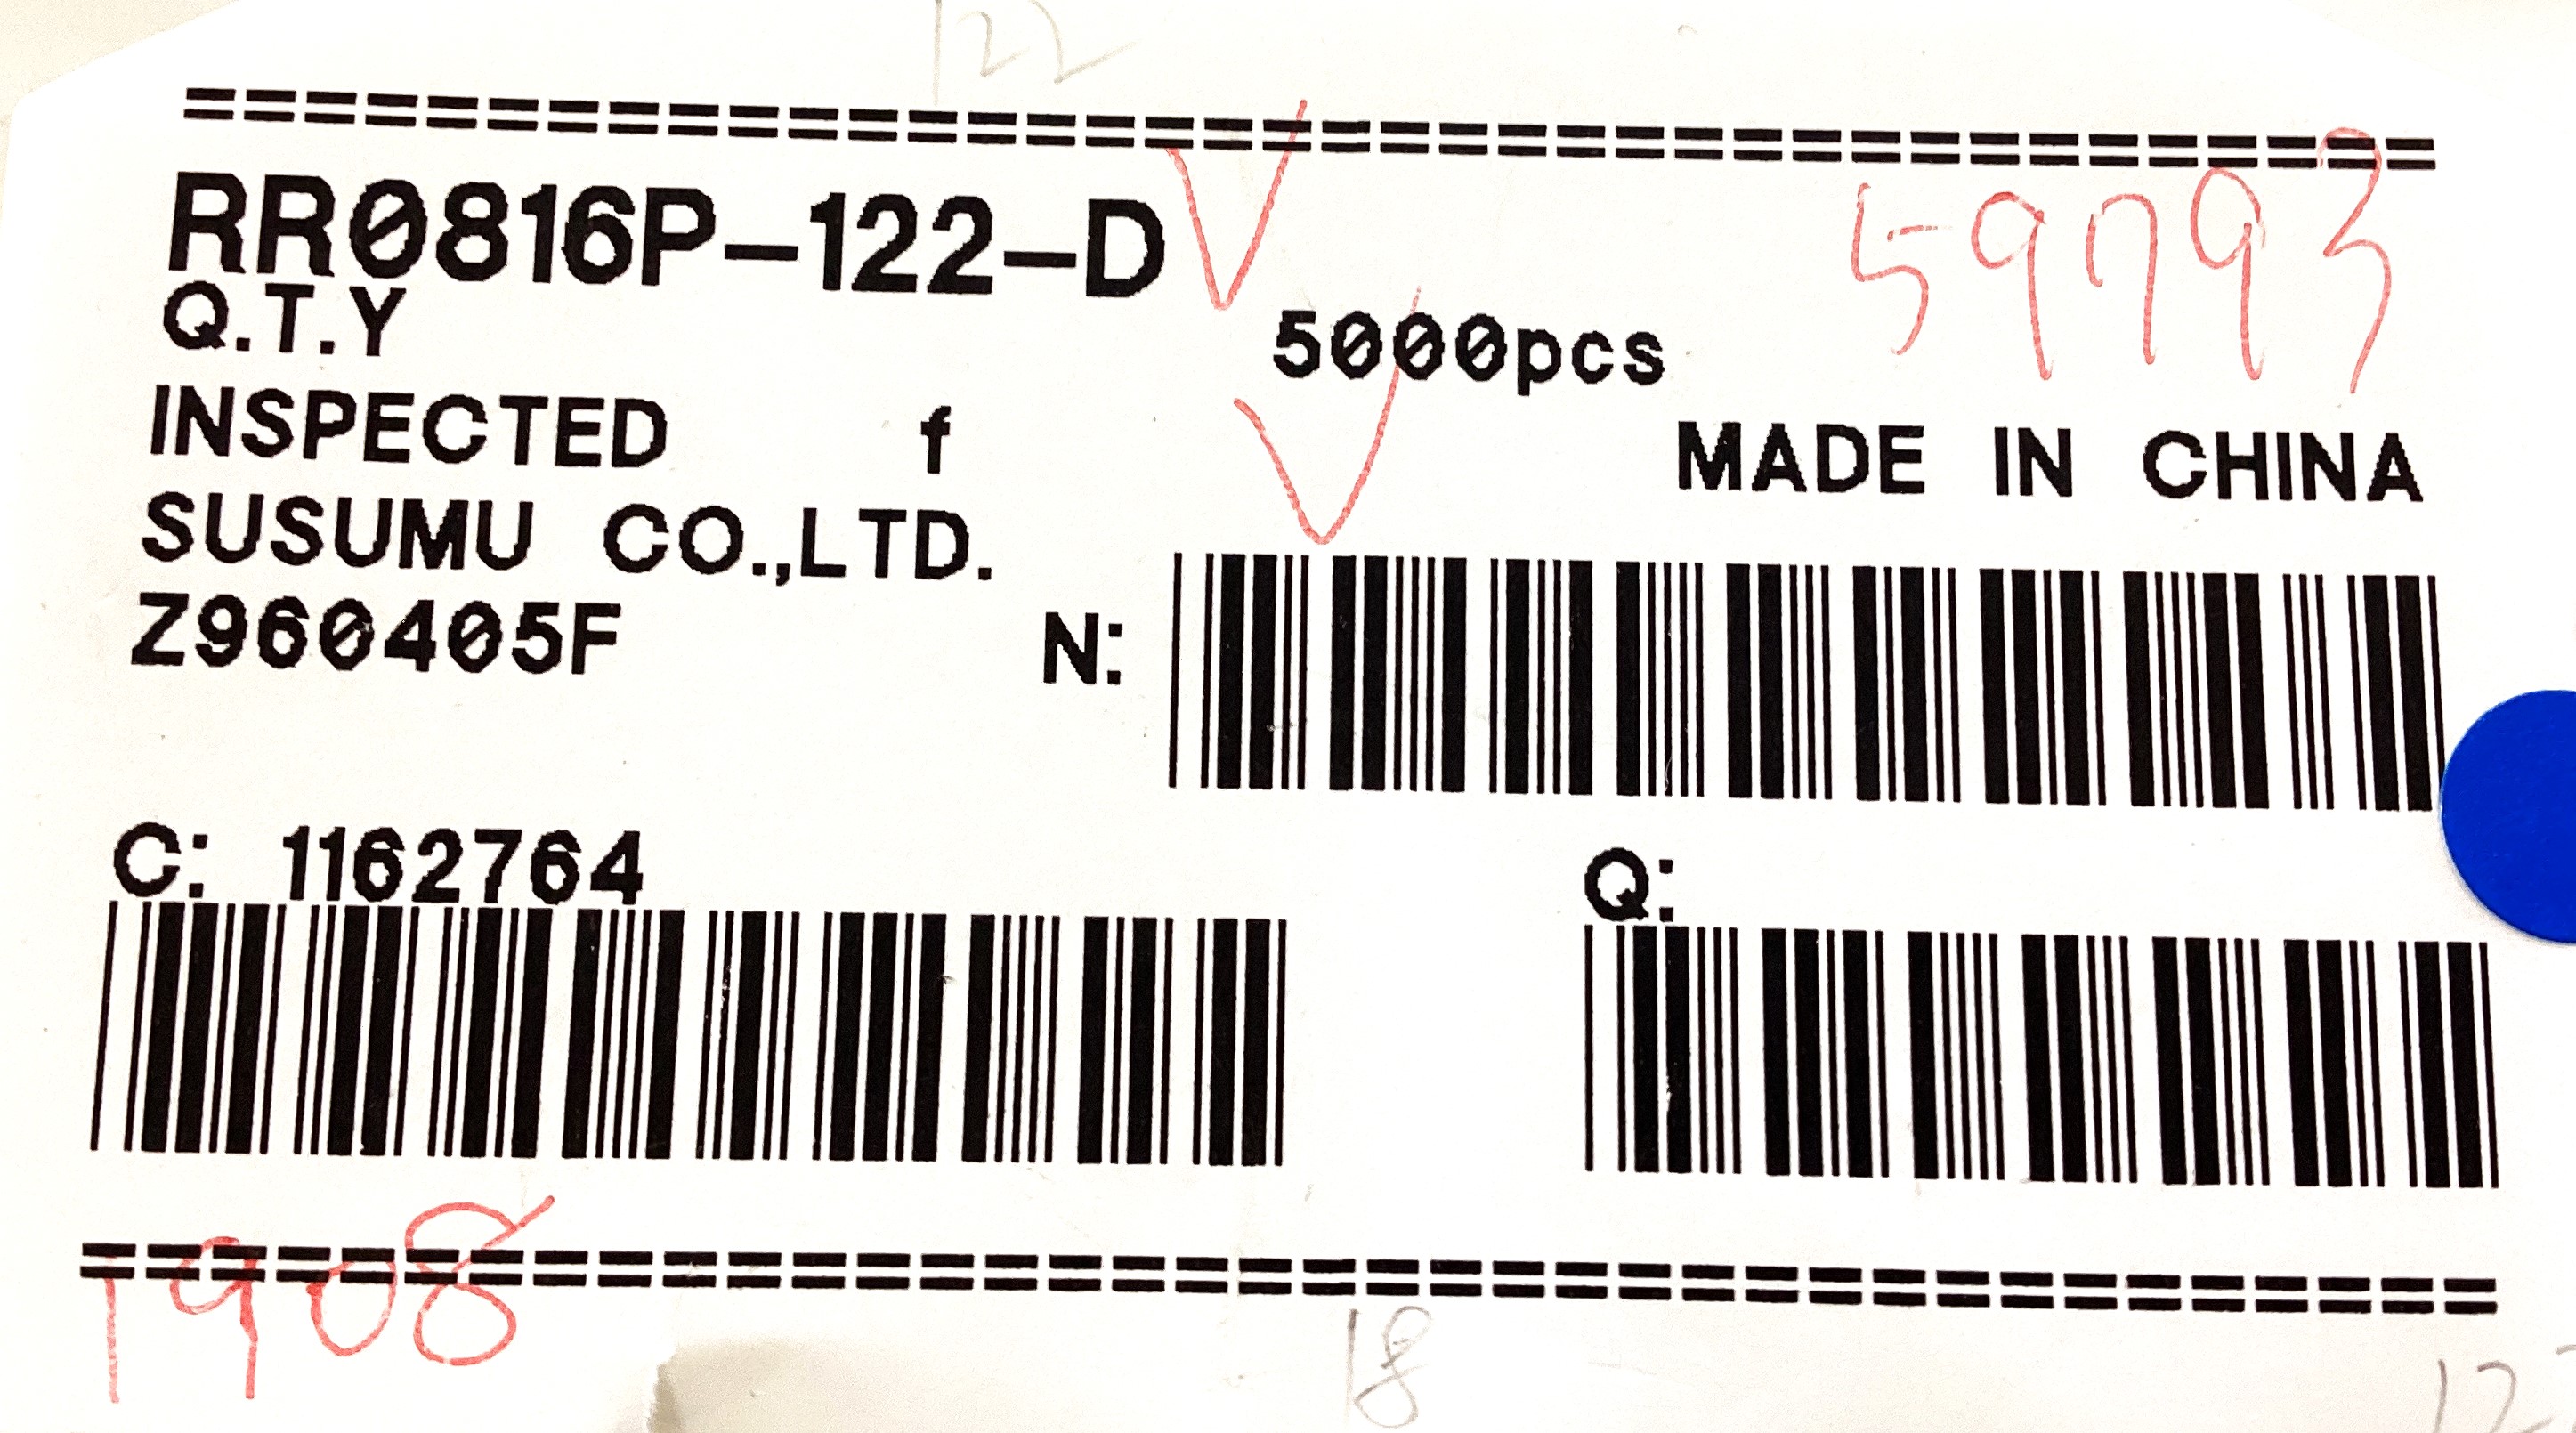 122
==========================================
RR0816P-122-D
59793
Q.T.Y 5000pcs
INSPECTED f MADE IN CHINA
SUSUMU CO.,LTD.
Z960405F N:
C: 1162764 Q:
1908
======================================
18